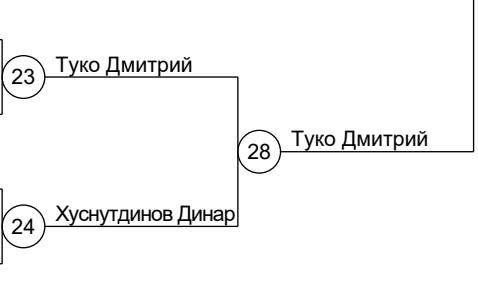 23 Туко Дмитрий
28 Туко Дмитрий
24 Хуснутдинов Динар